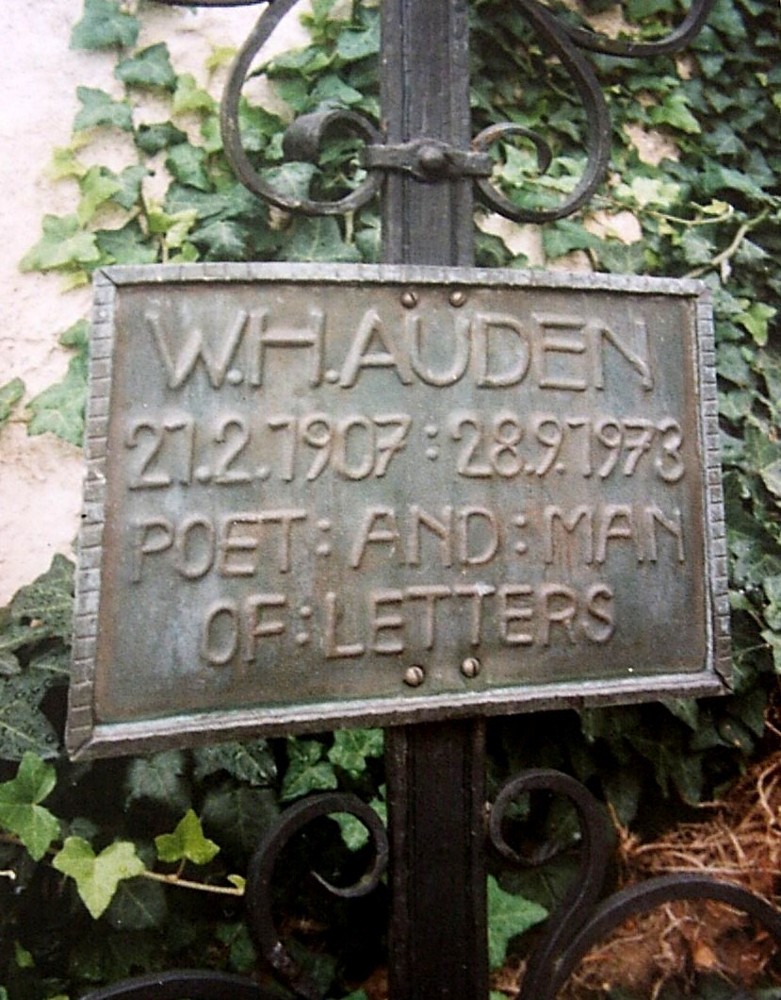 W.H.AUDEN
21.2.1907:28.9.1973
POET:AND:MAN
OF:LETTERS